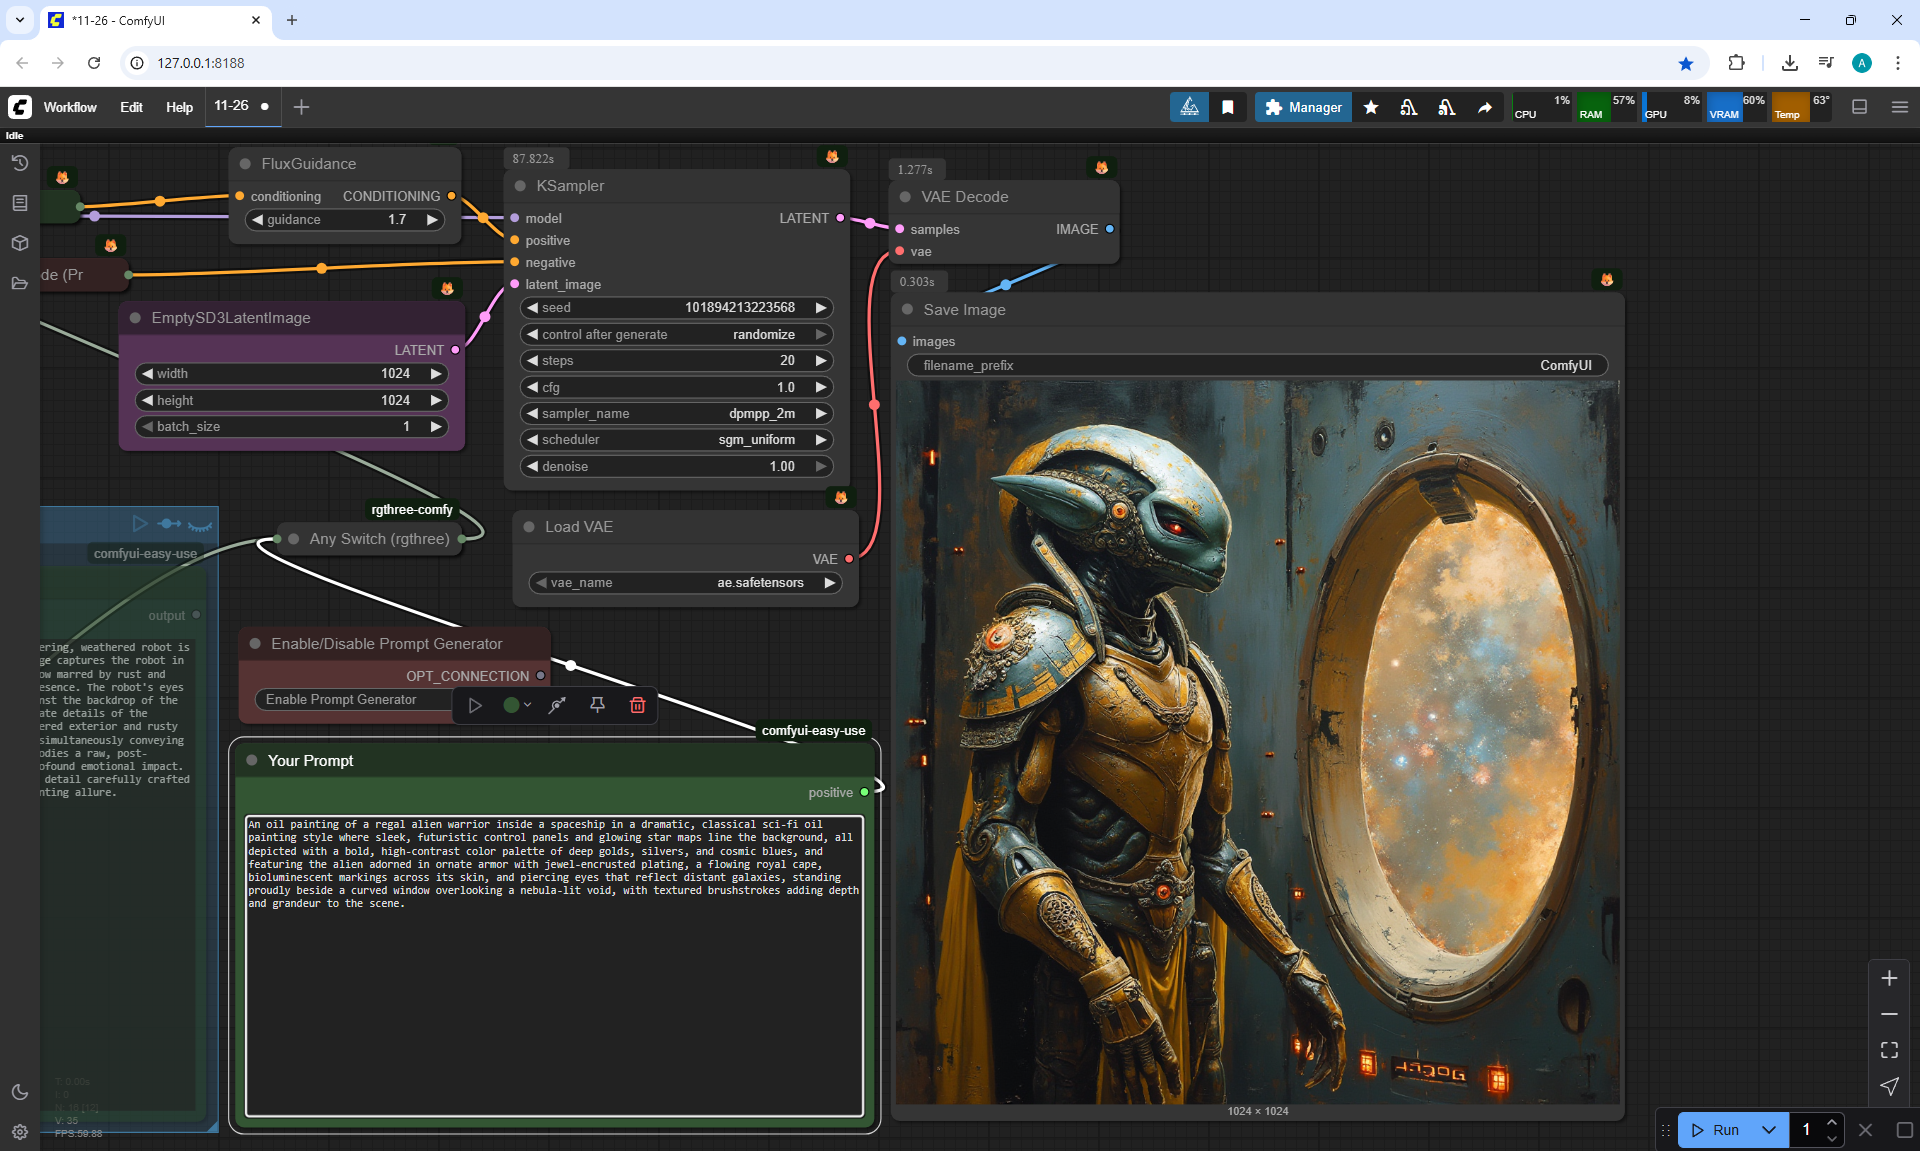 *11-26 - ComfyUI
127.0.0.1:8188
Workflow Edit Help 11-26
Manager
CPU 1% RAM 57% GPU 8% VRAM 60% Temp 63°
Idle
FluxGuidance
conditioning CONDITIONING
guidance 1.7
de (Pr
EmptySD3LatentImage
LATENT
width 1024
height 1024
batch_size 1
87.822s
KSampler
model LATENT
positive
negative
latent_image
seed 101894213223568
control after generate randomize
steps 20
cfg 1.0
sampler_name dpmpp_2m
scheduler sgm_uniform
denoise 1.00
1.277s
VAE Decode
samples IMAGE
vae
0.303s
Save Image
images
filename_prefix ComfyUI
1024 × 1024
rgthree-comfy
Any Switch (rgthree)
Load VAE
VAE
vae_name ae.safetensors
comfyui-easy-use
output
ering, weathered robot is
ge captures the robot in
ow marred by rust and
esence. The robot's eyes
nst the backdrop of the
ate details of the
ered exterior and rusty
simultaneously conveying
odies a raw, post-
ofound emotional impact.
detail carefully crafted
nting allure.
Enable/Disable Prompt Generator
OPT_CONNECTION
Enable Prompt Generator
comfyui-easy-use
Your Prompt
positive
An oil painting of a regal alien warrior inside a spaceship in a dramatic, classical sci-fi oil
painting style where sleek, futuristic control panels and glowing star maps line the background, all
depicted with a bold, high-contrast color palette of deep golds, silvers, and cosmic blues, and
featuring the alien adorned in ornate armor with jewel-encrusted plating, a flowing royal cape,
bioluminescent markings across its skin, and piercing eyes that reflect distant galaxies, standing
proudly beside a curved window overlooking a nebula-lit void, with textured brushstrokes adding depth
and grandeur to the scene.
T: 0.00s
V: 35
FPS:59.88
Run 1
A